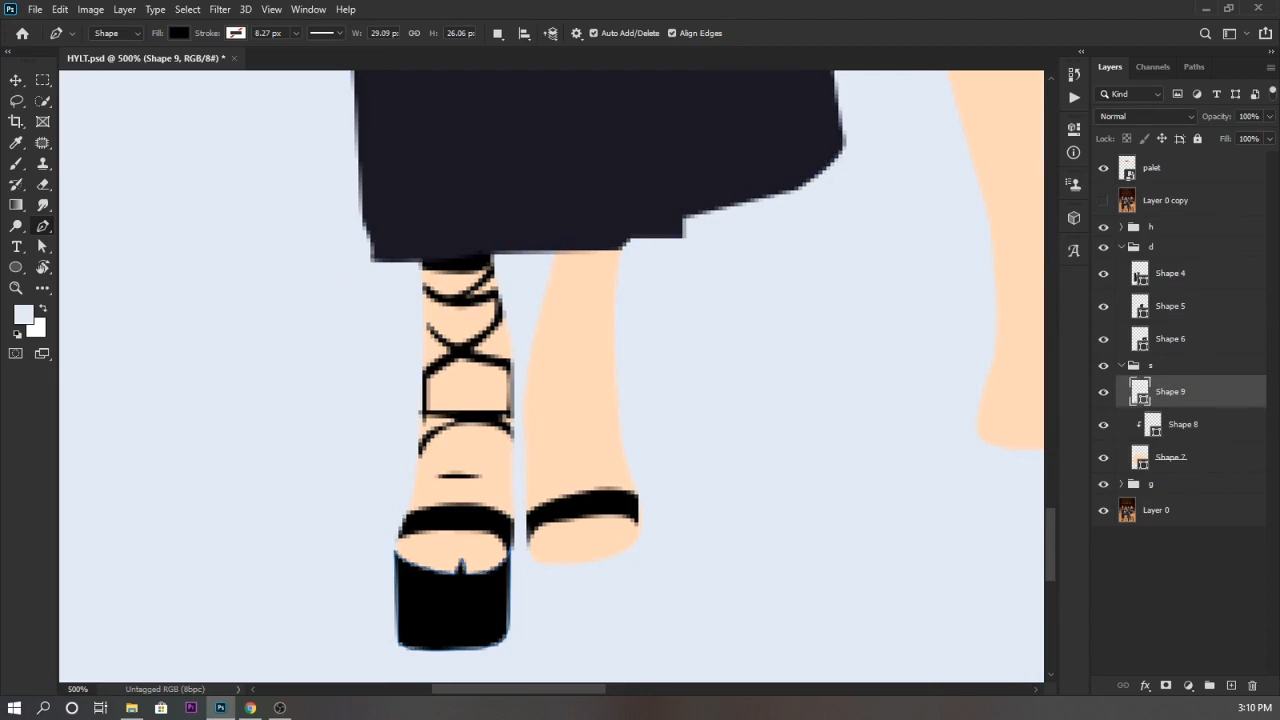 Ps File Edit Image Layer Type Select Filter 3D View Window Help
Shape Fill: Stroke: 8.27 px W: 29.09 px H: 26.06 px Auto Add/Delete Align Edges
HYLT.psd @ 500% (Shape 9, RGB/8#) *
Layers Channels Paths
Kind
Normal Opacity: 100%
Lock: Fill: 100%
palet
Layer 0 copy
h
d
Shape 4
Shape 5
Shape 6
s
Shape 9
Shape 8
Shape 7
g
Layer 0
500% Untagged RGB (8bpc)
3:10 PM